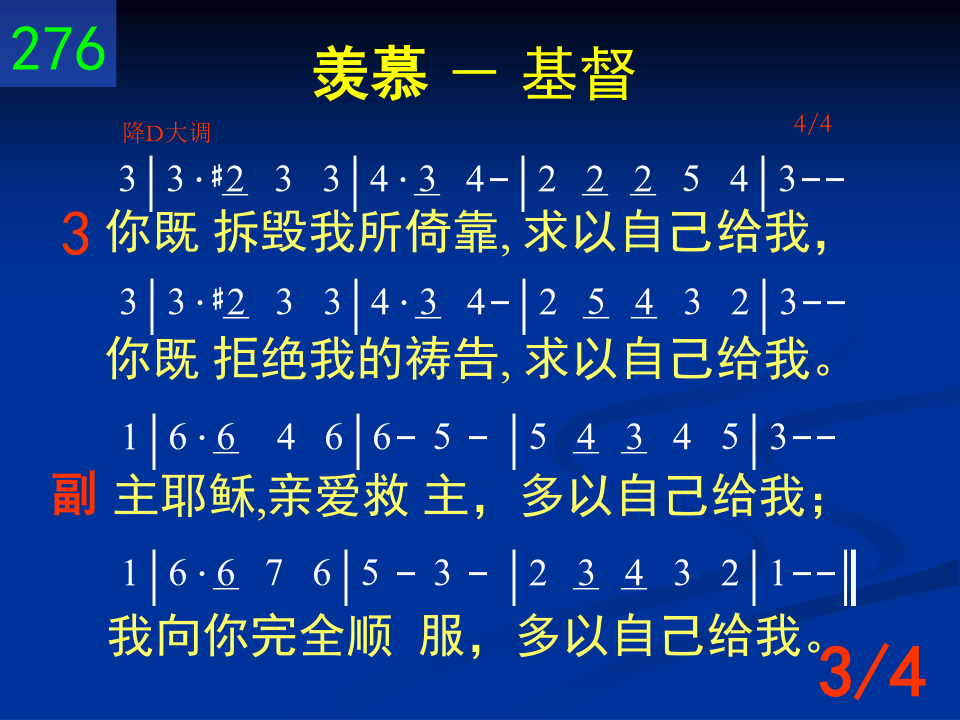 276
羡慕 － 基督
降D大调 4/4
3│3·#2 3 3│4·3 4-│2 2 2 5 4│3--
3 你既 拆毁我所倚靠, 求以自己给我，
3│3·#2 3 3│4·3 4-│2 5 4 3 2│3--
你既 拒绝我的祷告, 求以自己给我。
1│6·6 4 6│6- 5 -│5 4 3 4 5│3--
副 主耶稣,亲爱救 主，多以自己给我；
1│6·6 7 6│5 - 3 -│2 3 4 3 2│1--║
我向你完全顺 服，多以自己给我。
3/4